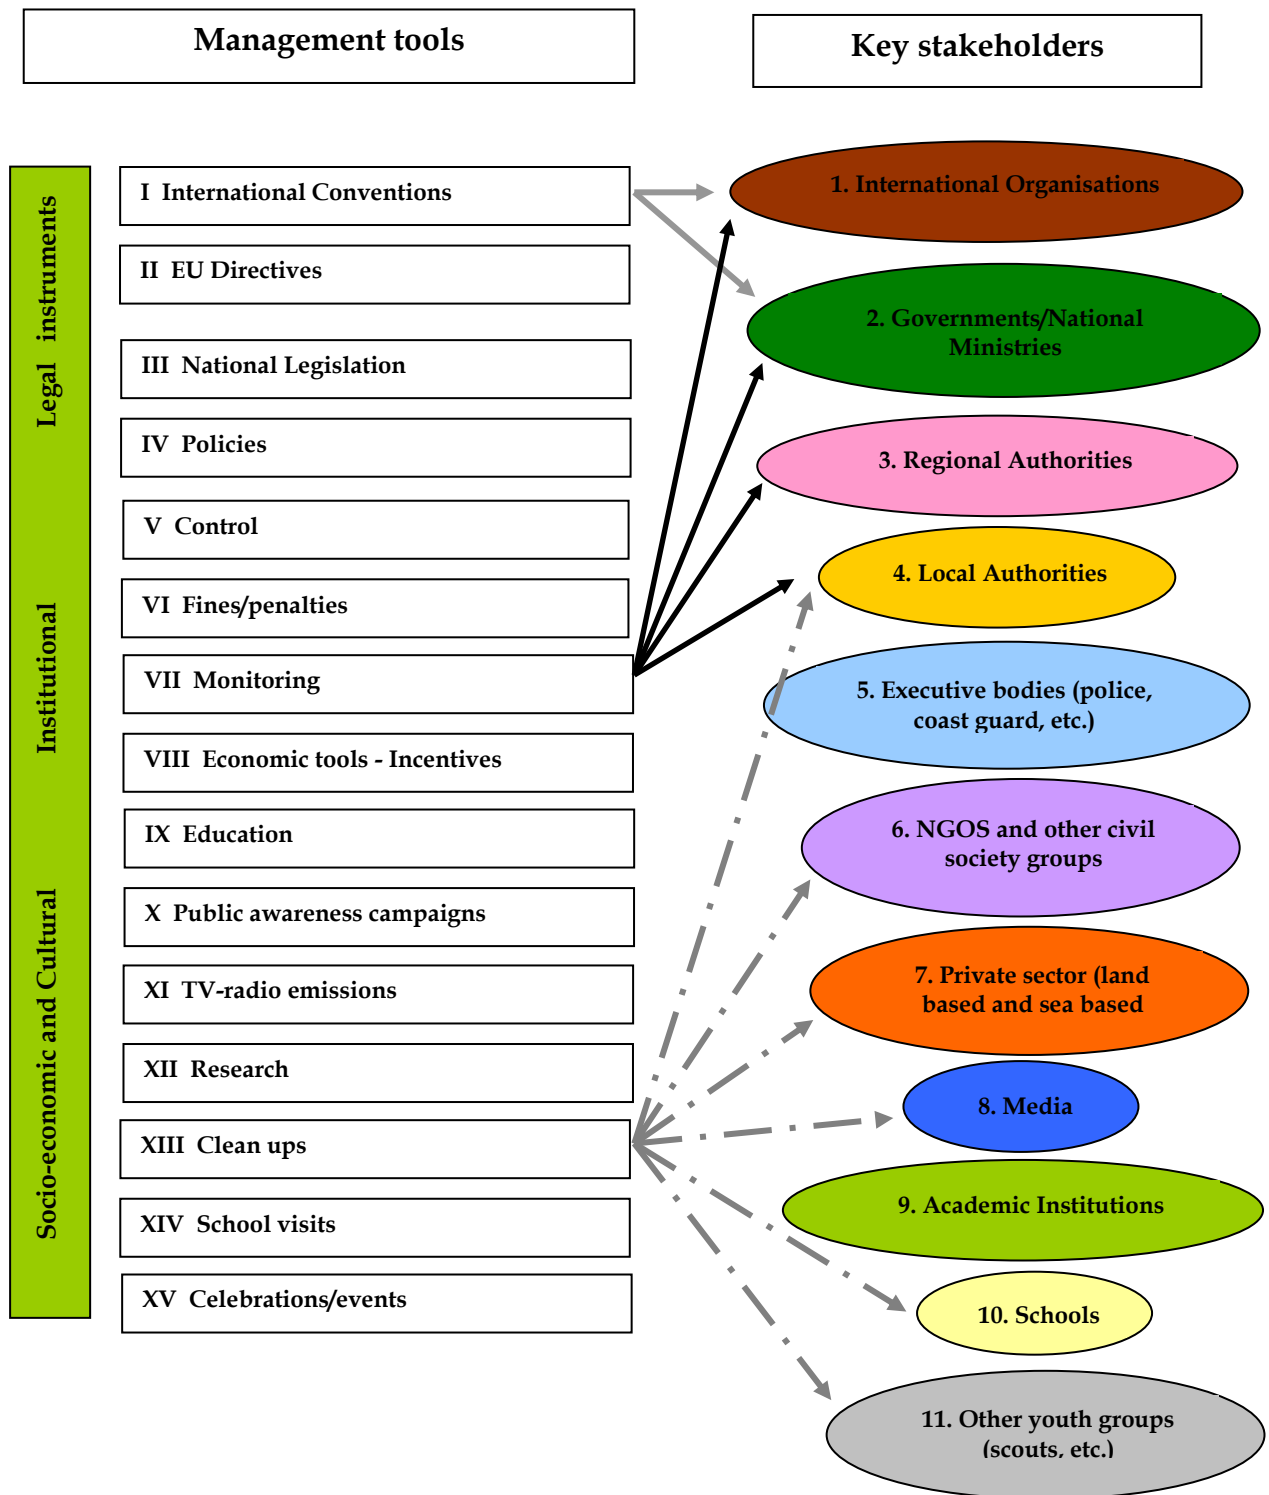 Management tools
Key stakeholders
Legal instruments
Institutional
Socio-economic and Cultural
I International Conventions
II EU Directives
III National Legislation
IV Policies
V Control
VI Fines/penalties
VII Monitoring
VIII Economic tools - Incentives
IX Education
X Public awareness campaigns
XI TV-radio emissions
XII Research
XIII Clean ups
XIV School visits
XV Celebrations/events
1. International Organisations
2. Governments/National
Ministries
3. Regional Authorities
4. Local Authorities
5. Executive bodies (police,
coast guard, etc.)
6. NGOS and other civil
society groups
7. Private sector (land
based and sea based
8. Media
9. Academic Institutions
10. Schools
11. Other youth groups
(scouts, etc.)